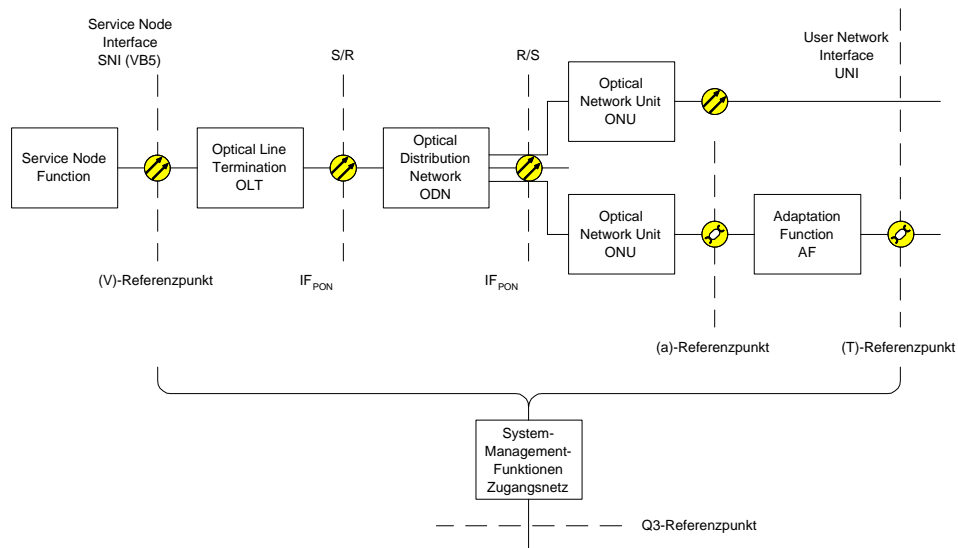 Service Node
Interface
SNI (VB5)
S/R
R/S
User Network
Interface
UNI
Optical
Network Unit
ONU
Service Node
Function
Optical Line
Termination
OLT
Optical
Distribution
Network
ODN
Optical
Network Unit
ONU
Adaptation
Function
AF
(V)-Referenzpunkt
IFPON
IFPON
(a)-Referenzpunkt
(T)-Referenzpunkt
System-
Management-
Funktionen
Zugangsnetz
Q3-Referenzpunkt